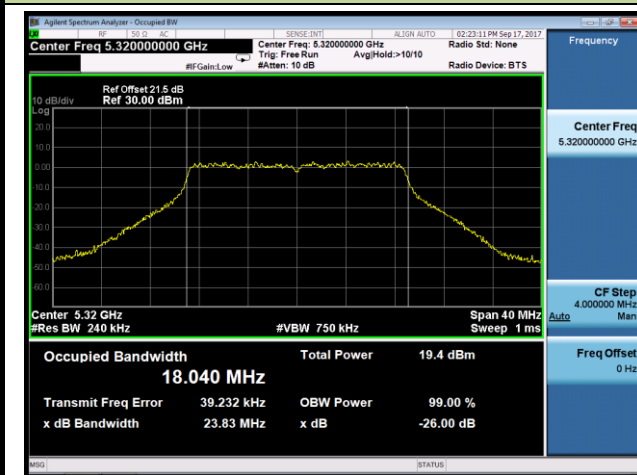 Agilent Spectrum Analyzer - Occupied BW
RF 50 Ω AC SENSE:INT ALIGN AUTO 02:23:11 PM Sep 17, 2017
Center Freq 5.320000000 GHz
Center Freq: 5.320000000 GHz
Radio Std: None
Trig: Free Run Avg|Hold:>10/10
#IFGain:Low #Atten: 10 dB Radio Device: BTS
Frequency
Ref Offset 21.5 dB
10 dB/div Ref 30.00 dBm
Log
20.0
10.0
0.00
-10.0
-20.0
-30.0
-40.0
-50.0
-60.0
Center Freq
5.320000000 GHz
Center 5.32 GHz Span 40 MHz
#Res BW 240 kHz #VBW 750 kHz Sweep 1 ms
CF Step
4.000000 MHz
Auto Man
Occupied Bandwidth Total Power 19.4 dBm
18.040 MHz
Transmit Freq Error 39.232 kHz OBW Power 99.00 %
x dB Bandwidth 23.83 MHz x dB -26.00 dB
Freq Offset
0 Hz
MSG STATUS